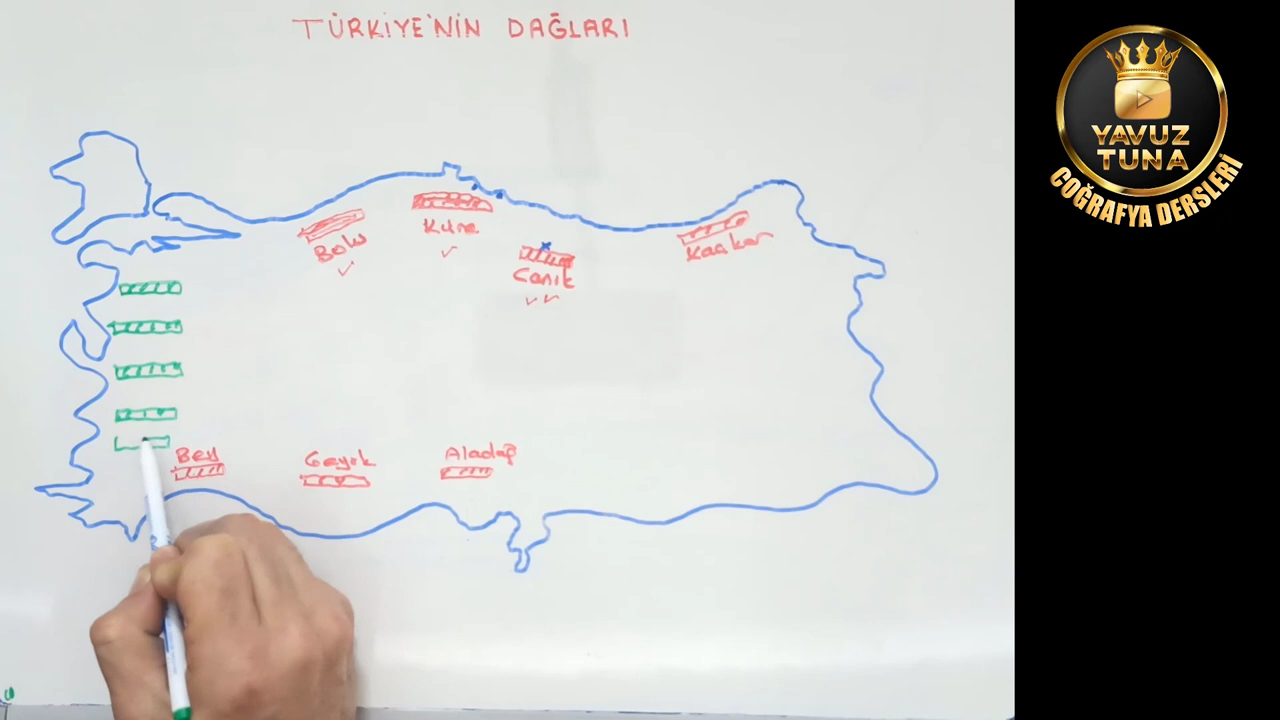 TÜRKİYE'NİN DAĞLARI
Bolu
Küre
Canik
Kaçkar
Bey
Geyik
Aladağ
YAVUZ
TUNA
COĞRAFYA DERSLERİ